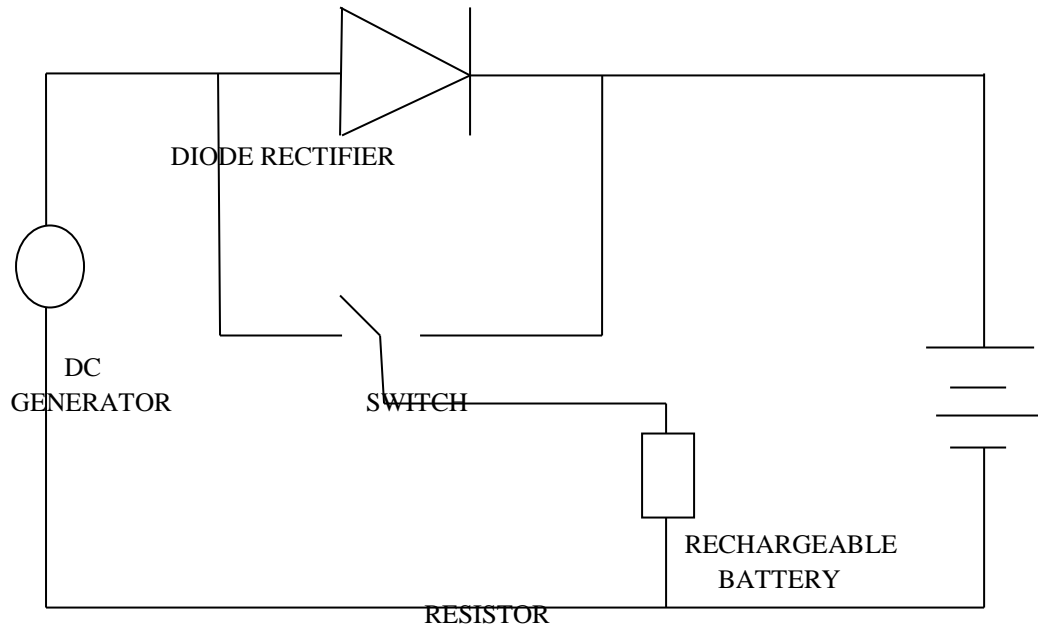 DIODE RECTIFIER
DC
GENERATOR
SWITCH
RECHARGEABLE
BATTERY
RESISTOR